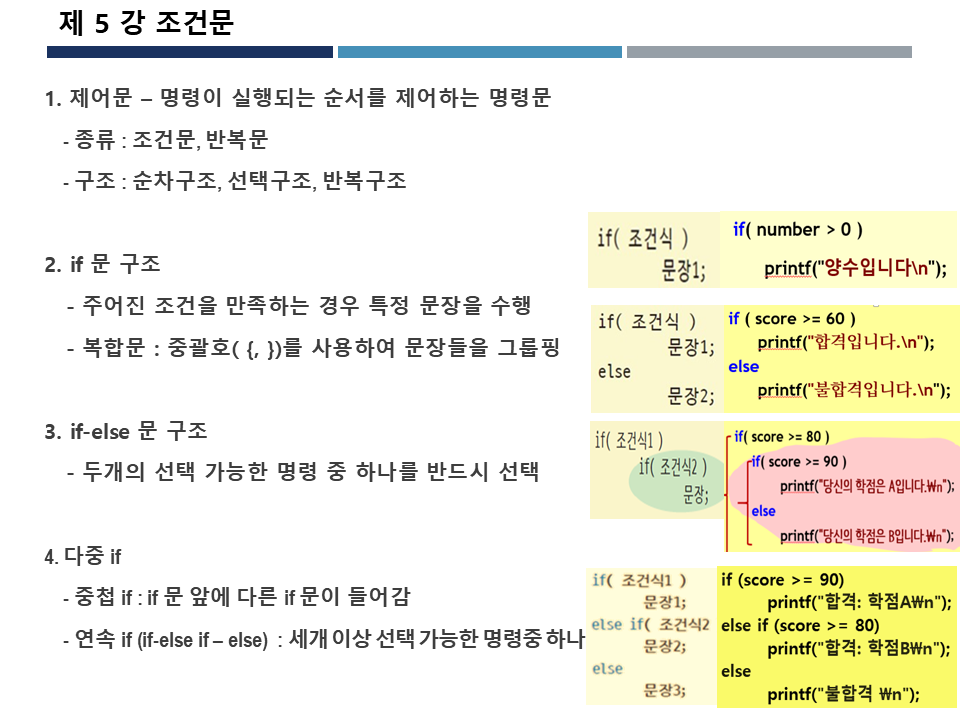 제 5 강 조건문
1. 제어문 – 명령이 실행되는 순서를 제어하는 명령문
- 종류 : 조건문, 반복문
- 구조 : 순차구조, 선택구조, 반복구조
2. if 문 구조
- 주어진 조건을 만족하는 경우 특정 문장을 수행
- 복합문 : 중괄호( {, })를 사용하여 문장들을 그룹핑
3. if-else 문 구조
- 두개의 선택 가능한 명령 중 하나를 반드시 선택
4. 다중 if
- 중첩 if : if 문 앞에 다른 if 문이 들어감
- 연속 if (if-else if – else) : 세개 이상 선택 가능한 명령중 하나
if( 조건식 )
문장1;
if( number > 0 )
printf("양수입니다\n");
if( 조건식 )
문장1;
else
문장2;
if ( score >= 60 )
printf("합격입니다.\n");
else
printf("불합격입니다.\n");
if( 조건식1 )
if( 조건식2 )
문장;
if( score >= 80 )
if( score >= 90 )
printf("당신의 학점은 A입니다.₩n");
else
printf("당신의 학점은 B입니다.₩n");
if( 조건식1 )
문장1;
else if( 조건식2
문장2;
else
문장3;
if (score >= 90)
printf("합격: 학점A₩n");
else if (score >= 80)
printf("합격: 학점B₩n");
else
printf("불합격 ₩n");